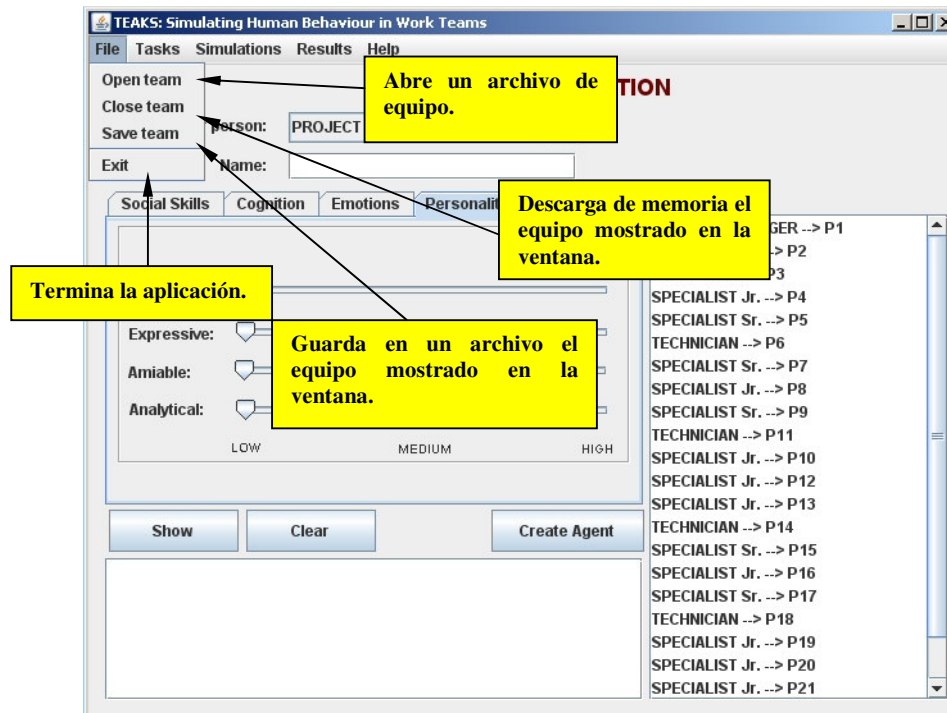 TEAKS: Simulating Human Behaviour in Work Teams
File Tasks Simulations Results Help
Open team
Close team
Save team
Exit
Abre un archivo de
equipo.
TION
person: PROJECT
Name:
Social Skills Cognition Emotions Personalit
Descarga de memoria el
equipo mostrado en la
ventana.
Termina la aplicación.
Expressive:
Amiable:
Analytical:
LOW MEDIUM HIGH
Guarda en un archivo el
equipo mostrado en la
ventana.
Show Clear Create Agent
GER --> P1
-> P2
P3
SPECIALIST Jr. --> P4
SPECIALIST Sr. --> P5
TECHNICIAN --> P6
SPECIALIST Sr. --> P7
SPECIALIST Jr. --> P8
SPECIALIST Sr. --> P9
TECHNICIAN --> P11
SPECIALIST Jr. --> P10
SPECIALIST Jr. --> P12
SPECIALIST Jr. --> P13
TECHNICIAN --> P14
SPECIALIST Sr. --> P15
SPECIALIST Jr. --> P16
SPECIALIST Sr. --> P17
TECHNICIAN --> P18
SPECIALIST Jr. --> P19
SPECIALIST Jr. --> P20
SPECIALIST Jr. --> P21